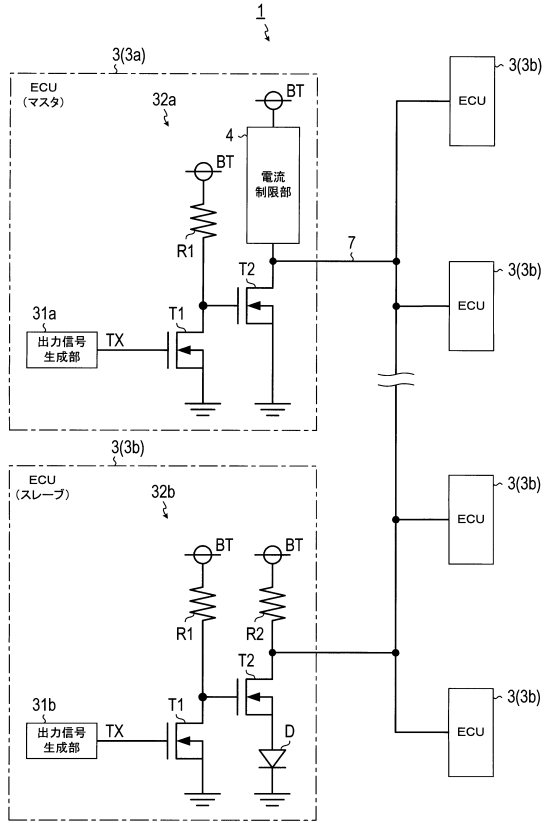 1
3(3a)
ECU
（マスタ）
32a
BT
4
電流
制限部
BT
R1
7
T2
T1
31a
出力信号
生成部
TX
3(3b)
ECU
3(3b)
ECU
3(3b)
ECU
（スレーブ）
32b
BT
BT
R1
R2
T2
T1
31b
出力信号
生成部
TX
D
3(3b)
ECU
3(3b)
ECU